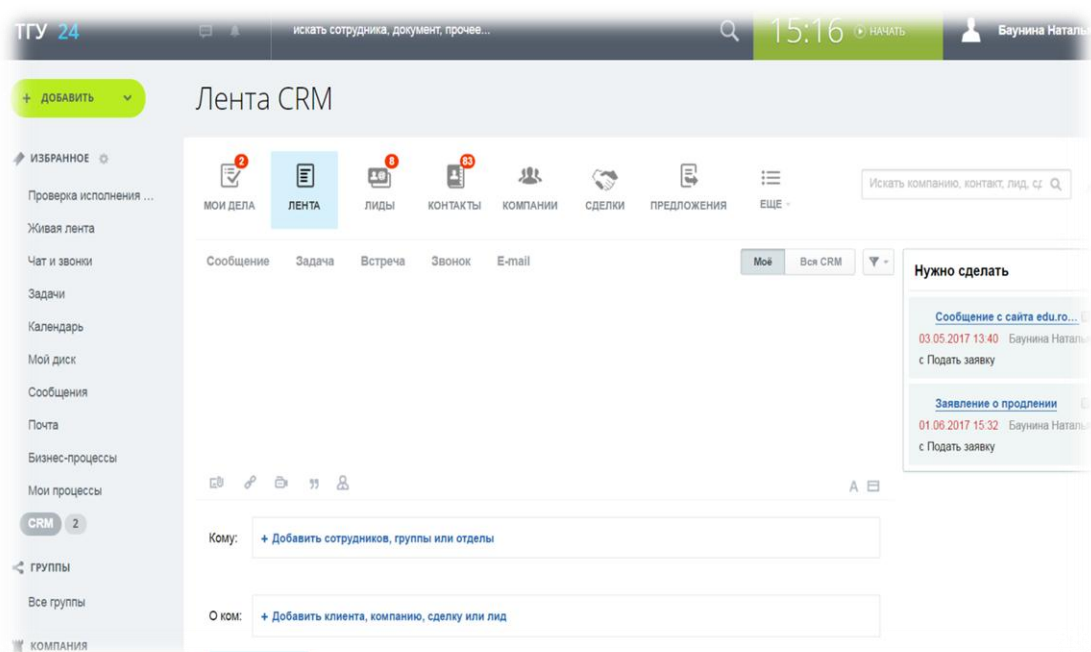 ТГУ 24
искать сотрудника, документ, прочее...
15:16 НАЧАТЬ
Баунина Наталь
+ ДОБАВИТЬ
Лента CRM
ИЗБРАННОЕ
Проверка исполнения ...
Живая лента
Чат и звонки
Задачи
Календарь
Мой диск
Сообщения
Почта
Бизнес-процессы
Мои процессы
CRM 2
ГРУППЫ
Все группы
КОМПАНИЯ
2
8
83
МОИ ДЕЛА
ЛЕНТА
ЛИДЫ
КОНТАКТЫ
КОМПАНИИ
СДЕЛКИ
ПРЕДЛОЖЕНИЯ
ЕЩЕ
Искать компанию, контакт, лид, сд
Сообщение Задача Встреча Звонок E-mail
Моё Вся CRM
A
Кому: + Добавить сотрудников, группы или отделы
О ком: + Добавить клиента, компанию, сделку или лид
Нужно сделать
Сообщение с сайта edu.ro...
03.05.2017 13:40 Баунина Наталь
с Подать заявку
Заявление о продлении
01.06.2017 15:32 Баунина Наталь
с Подать заявку